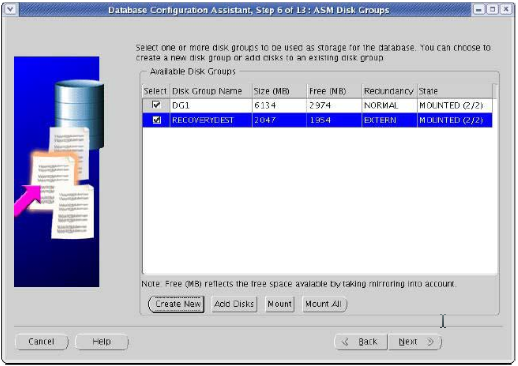 Database Configuration Assistant, Step 6 of 13 : ASM Disk Groups
Select one or more disk groups to be used as storage for the database. You can choose to
create a new disk group or add disks to an existing disk group.
Available Disk Groups
Select Disk Group Name Size (MB) Free (MB) Redundancy State
DG1 6134 2974 NORMAL MOUNTED (2/2)
RECOVERYDEST 2047 1954 EXTERN MOUNTED (2/2)
Note: Free (MB) reflects the free space available by taking mirroring into account.
Create New Add Disks Mount Mount All
Cancel Help Back Next